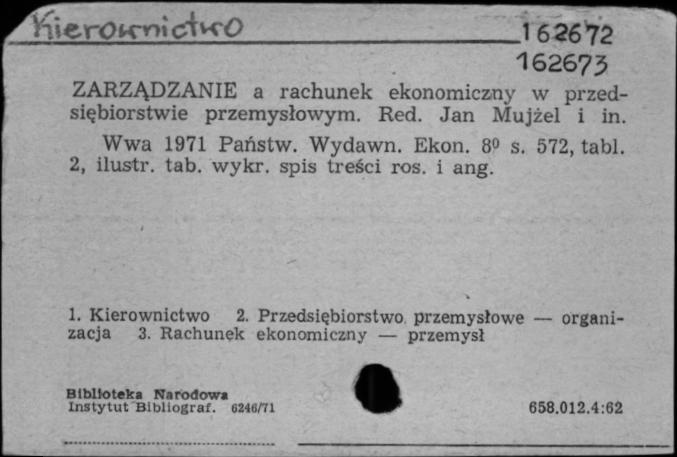 Kierownictwo
162672
162673
ZARZĄDZANIE a rachunek ekonomiczny w przed-
siębiorstwie przemysłowym. Red. Jan Mujżel i in.
Wwa 1971 Państw. Wydawn. Ekon. 8º s. 572, tabl.
2, ilustr. tab. wykr. spis treści ros. i ang.
1. Kierownictwo 2. Przedsiębiorstwo przemysłowe — organi-
zacja 3. Rachunek ekonomiczny — przemysł
Biblioteka Narodowa
Instytut Bibliograf. 6246/71
658.012.4:62